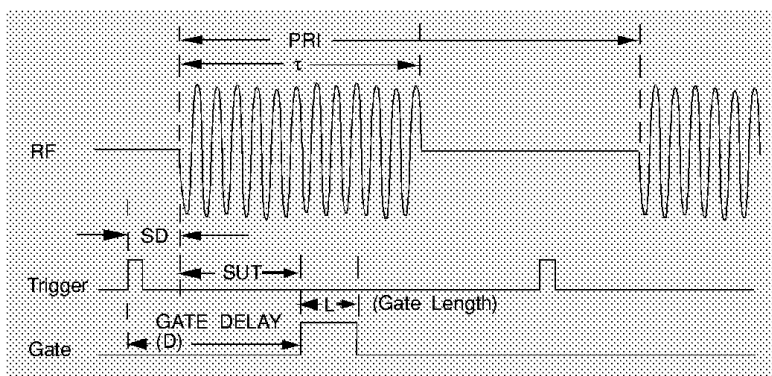 PRI
τ
RF
SD
SUT
Trigger
L (Gate Length)
GATE DELAY
(D)
Gate